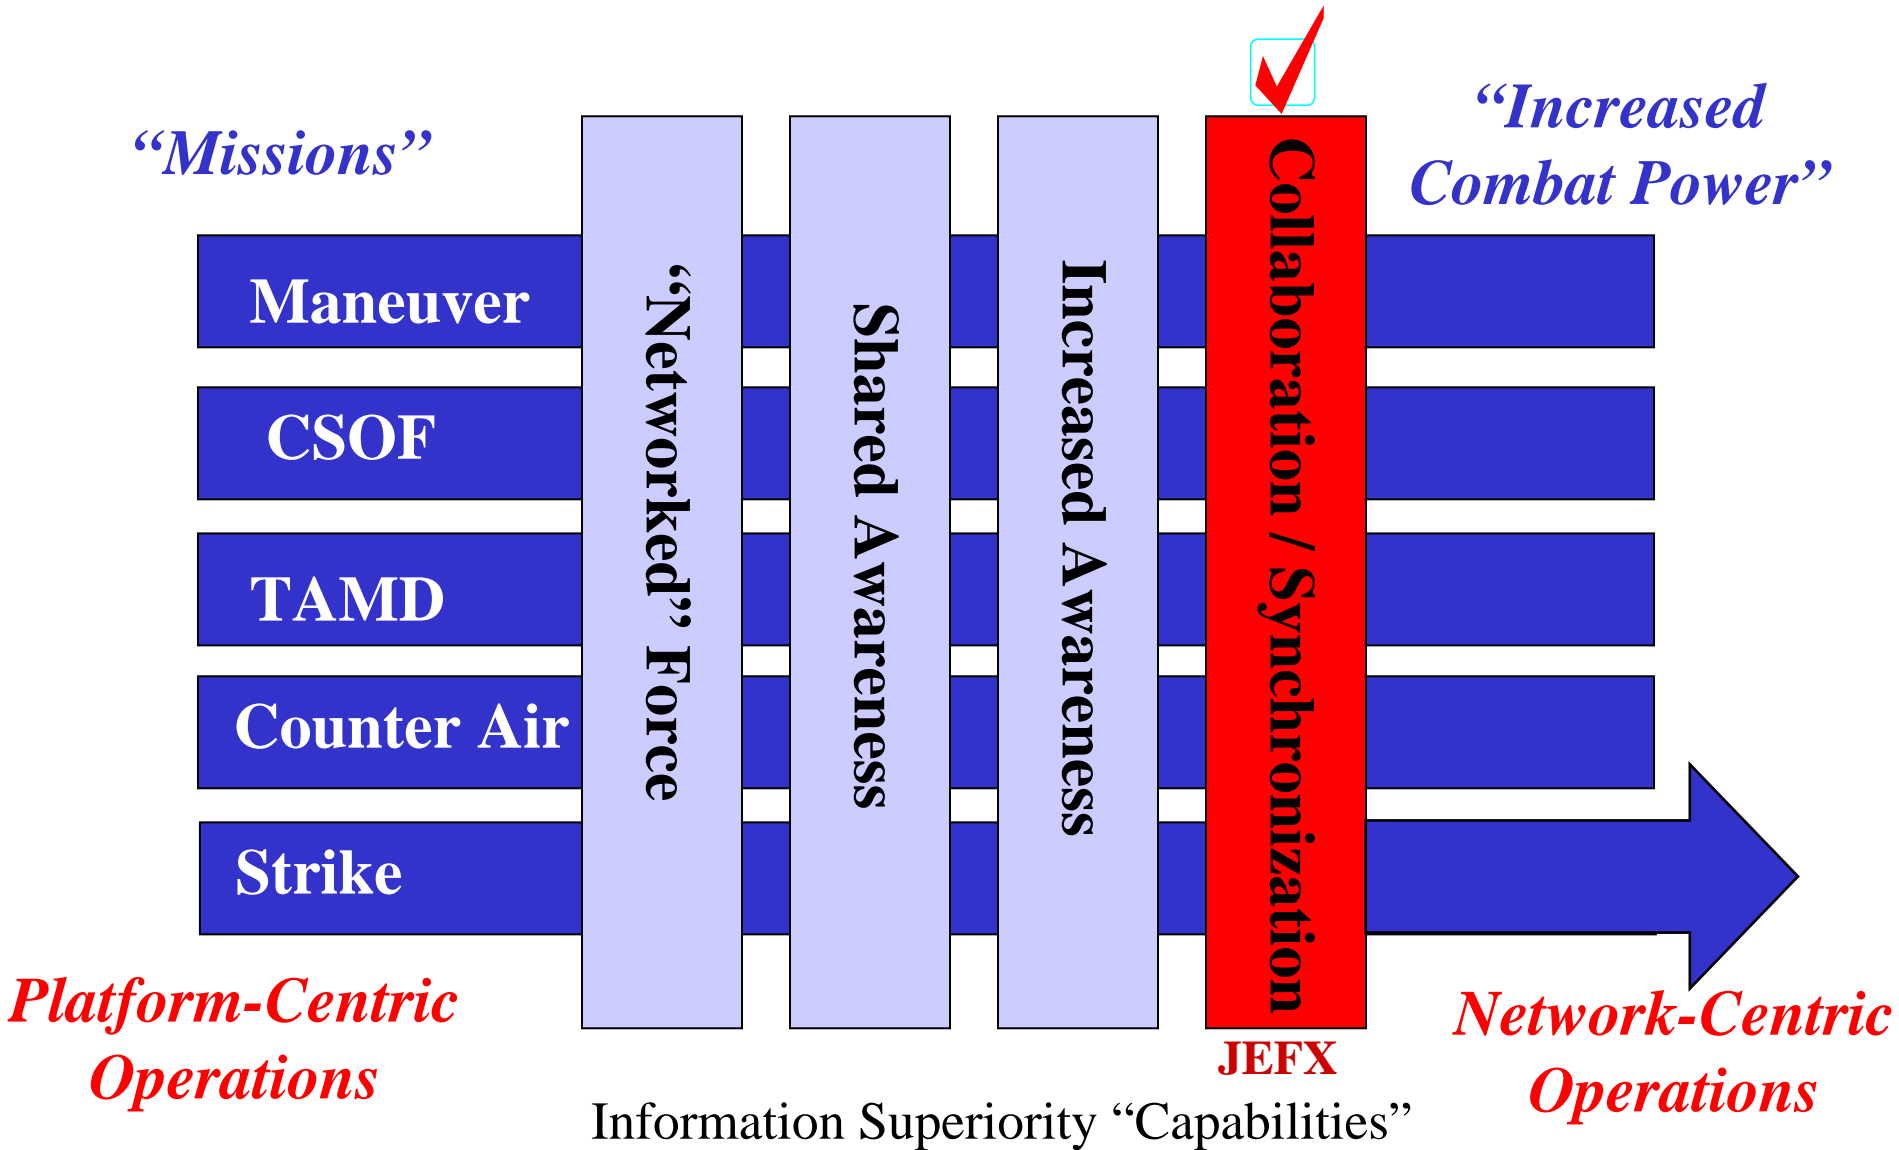 “Missions”
“Increased
Combat Power”
Maneuver
CSOF
TAMD
Counter Air
Strike
“Networked” Force
Shared Awareness
Increased Awareness
Collaboration / Synchronization
Platform-Centric
Operations
JEFX
Network-Centric
Operations
Information Superiority “Capabilities”